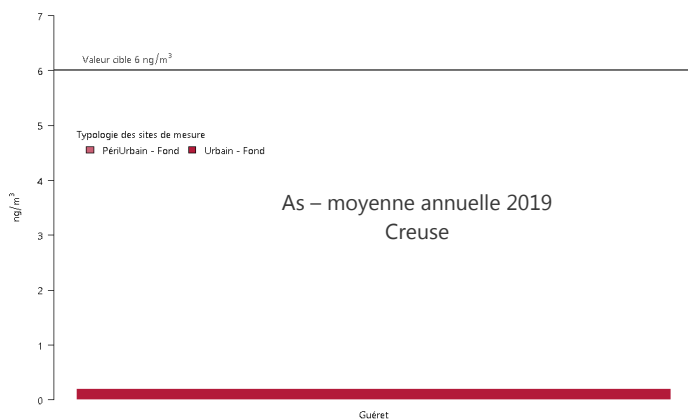 7
Valeur cible 6 ng/m³
6
5
Typologie des sites de mesure
PériUrbain - Fond Urbain - Fond
4
As – moyenne annuelle 2019
Creuse
ng/m³
3
2
1
0
Guéret